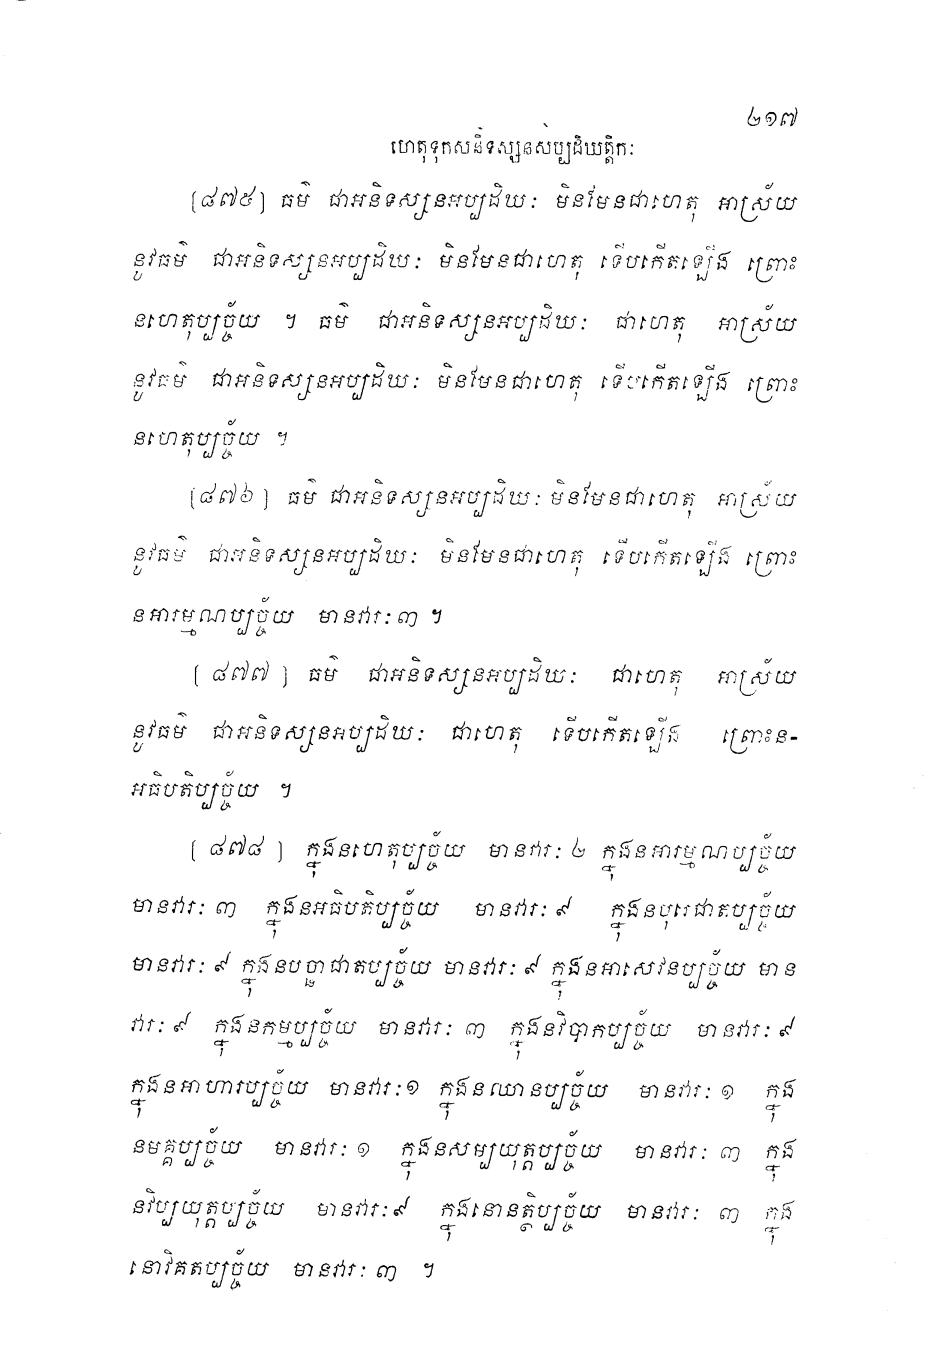 ២១៧
ហេតុទុកសនិទស្សនសប្បដិឃត្តិកៈ
[៨៧៥] ធម៌ ជាអនិទស្សនអប្បដិឃៈ មិនមែនជាហេតុ អាស្រ័យ
នូវធម៌ ជាអនិទស្សនអប្បដិឃៈ មិនមែនជាហេតុ ទើបកើតឡើង ព្រោះ
នហេតុប្បច្ច័យ ។ ធម៌ ជាអនិទស្សនអប្បដិឃៈ ជាហេតុ អាស្រ័យ
នូវធម៌ ជាអនិទស្សនអប្បដិឃៈ មិនមែនជាហេតុ ទើបកើតឡើង ព្រោះ
នហេតុប្បច្ច័យ ។
[៨៧៦] ធម៌ ជាអនិទស្សនអប្បដិឃៈ មិនមែនជាហេតុ អាស្រ័យ
នូវធម៌ ជាអនិទស្សនអប្បដិឃៈ មិនមែនជាហេតុ ទើបកើតឡើង ព្រោះ
នអារម្មណប្បច្ច័យ មានវារៈ ៣ ។
[៨៧៧] ធម៌ ជាអនិទស្សនអប្បដិឃៈ ជាហេតុ អាស្រ័យ
នូវធម៌ ជាអនិទស្សនអប្បដិឃៈ ជាហេតុ ទើបកើតឡើង ព្រោះន-
អធិបតិប្បច្ច័យ ។
[៨៧៨] ក្នុងនហេតុប្បច្ច័យ មានវារៈ ២ ក្នុងនអារម្មណប្បច្ច័យ
មានវារៈ ៣ ក្នុងនអធិបតិប្បច្ច័យ មានវារៈ ៩ ក្នុងនបុរេជាតប្បច្ច័យ
មានវារៈ ៩ ក្នុងនបច្ឆាជាតប្បច្ច័យ មានវារៈ ៩ ក្នុងនអាសេវនប្បច្ច័យ មាន
វារៈ ៩ ក្នុងនកម្មប្បច្ច័យ មានវារៈ ៣ ក្នុងនវិបាកប្បច្ច័យ មានវារៈ ៩
ក្នុងនអាហារប្បច្ច័យ មានវារៈ ១ ក្នុងនឈានប្បច្ច័យ មានវារៈ ១ ក្នុង
នមគ្គប្បច្ច័យ មានវារៈ ១ ក្នុងនសម្បយុត្តប្បច្ច័យ មានវារៈ ៣ ក្នុង
នវិប្បយុត្តប្បច្ច័យ មានវារៈ ៩ ក្នុងនោនត្ថិប្បច្ច័យ មានវារៈ ៣ ក្នុង
នោវិគតប្បច្ច័យ មានវារៈ ៣ ។